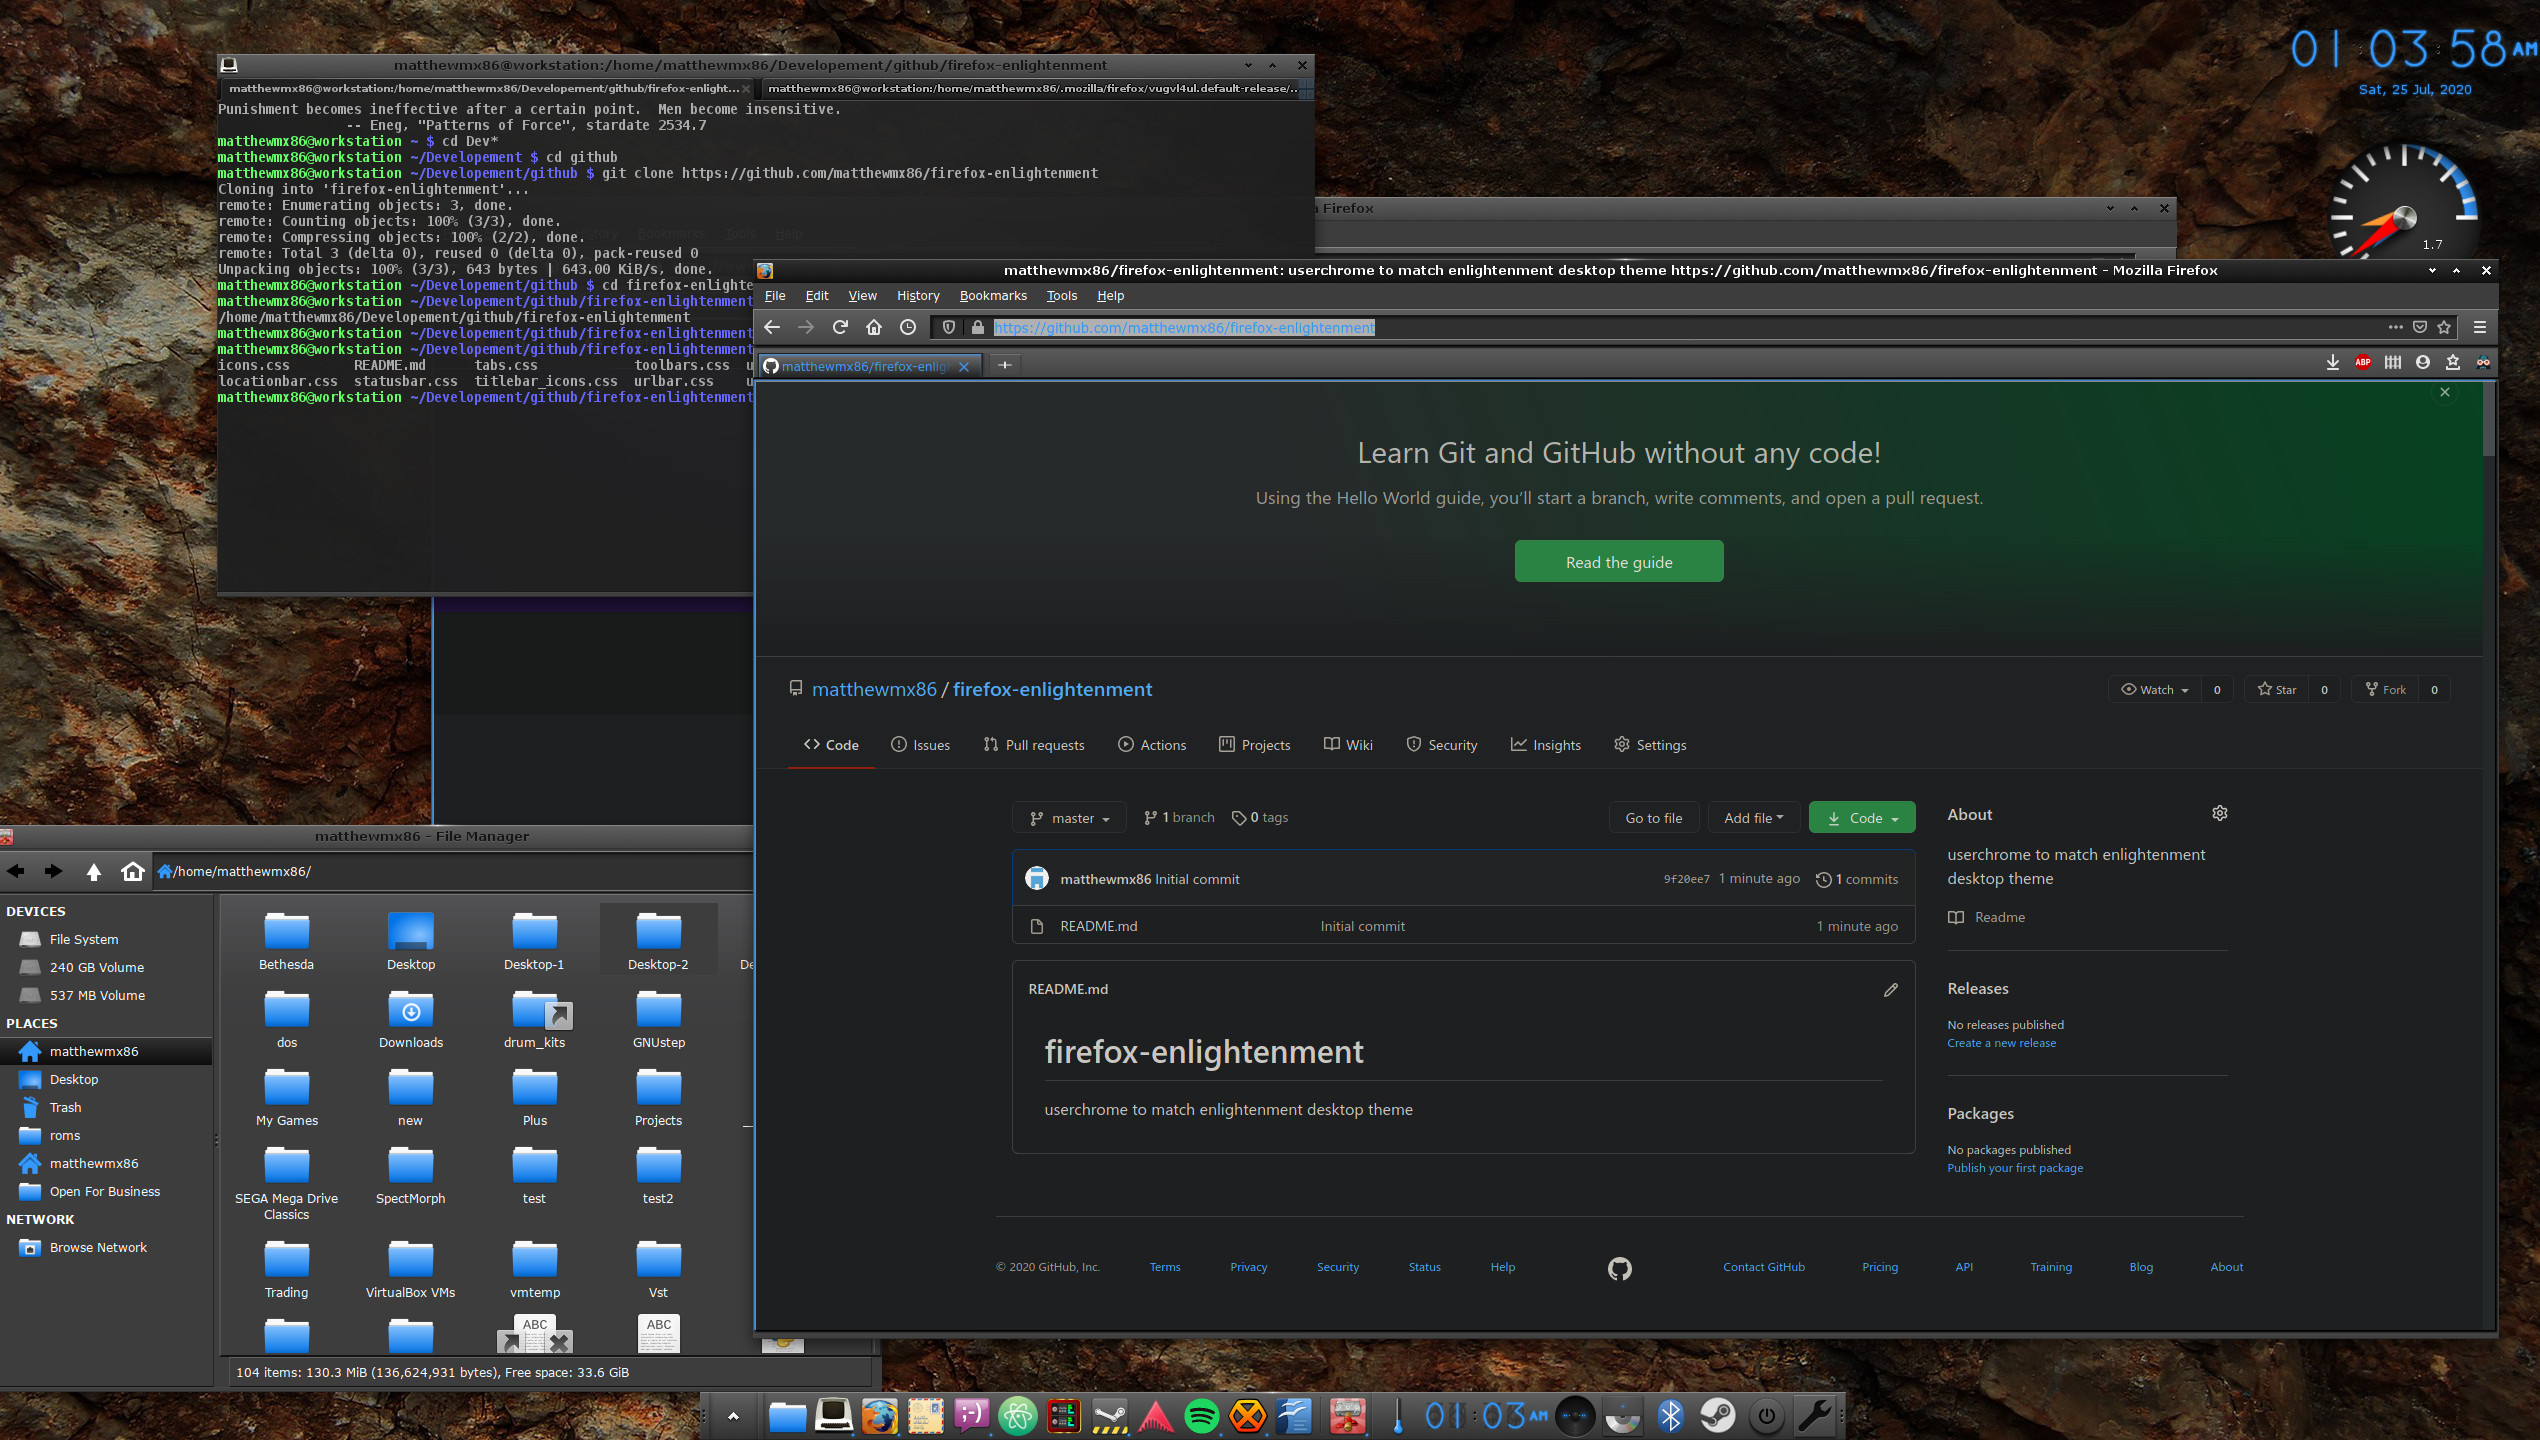 01:03:58 AM
Sat, 25 Jul, 2020
1.7
matthewmx86@workstation:/home/matthewmx86/Developement/github/firefox-enlightenment
matthewmx86@workstation:/home/matthewmx86/Developement/github/firefox-enlight...
matthewmx86@workstation:/home/matthewmx86/.mozilla/firefox/vugvl4ul.default-release/...
Punishment becomes ineffective after a certain point.  Men become insensitive.
-- Eneg, "Patterns of Force", stardate 2534.7
matthewmx86@workstation ~ $ cd Dev*
matthewmx86@workstation ~/Developement $ cd github
matthewmx86@workstation ~/Developement/github $ git clone https://github.com/matthewmx86/firefox-enlightenment
Cloning into 'firefox-enlightenment'...
remote: Enumerating objects: 3, done.
remote: Counting objects: 100% (3/3), done.
remote: Compressing objects: 100% (2/2), done.
remote: Total 3 (delta 0), reused 0 (delta 0), pack-reused 0
Unpacking objects: 100% (3/3), 643 bytes | 643.00 KiB/s, done.
matthewmx86@workstation ~/Developement/github $ cd firefox-enlighte
matthewmx86@workstation ~/Developement/github/firefox-enlightenment
/home/matthewmx86/Developement/github/firefox-enlightenment
matthewmx86@workstation ~/Developement/github/firefox-enlightenment
matthewmx86@workstation ~/Developement/github/firefox-enlightenment
icons.css README.md tabs.css toolbars.css u
locationbar.css statusbar.css titlebar_icons.css urlbar.css u
matthewmx86@workstation ~/Developement/github/firefox-enlightenment
Bookmarks Tools Help
Firefox
matthewmx86/firefox-enlightenment: userchrome to match enlightenment desktop theme https://github.com/matthewmx86/firefox-enlightenment - Mozilla Firefox
File Edit View History Bookmarks Tools Help
https://github.com/matthewmx86/firefox-enlightenment
matthewmx86/firefox-enlig
ABP
Learn Git and GitHub without any code!
Using the Hello World guide, you’ll start a branch, write comments, and open a pull request.
Read the guide
matthewmx86 / firefox-enlightenment
Watch 0 Star 0 Fork 0
Code Issues Pull requests Actions Projects Wiki Security Insights Settings
master 1 branch 0 tags Go to file Add file Code
matthewmx86 Initial commit 9f20ee7 1 minute ago 1 commits
README.md Initial commit 1 minute ago
README.md
firefox-enlightenment
userchrome to match enlightenment desktop theme
About
userchrome to match enlightenment
desktop theme
Readme
Releases
No releases published
Create a new release
Packages
No packages published
Publish your first package
© 2020 GitHub, Inc. Terms Privacy Security Status Help Contact GitHub Pricing API Training Blog About
matthewmx86 - File Manager
/home/matthewmx86/
DEVICES
File System
240 GB Volume
537 MB Volume
PLACES
matthewmx86
Desktop
Trash
roms
matthewmx86
Open For Business
NETWORK
Browse Network
Bethesda Desktop Desktop-1 Desktop-2 De
dos Downloads drum_kits GNUstep
My Games new Plus Projects
SEGA Mega Drive Classics SpectMorph test test2
Trading VirtualBox VMs vmtemp Vst
ABC ABC
104 items: 130.3 MiB (136,624,931 bytes), Free space: 33.6 GiB
;-)
01:03 AM